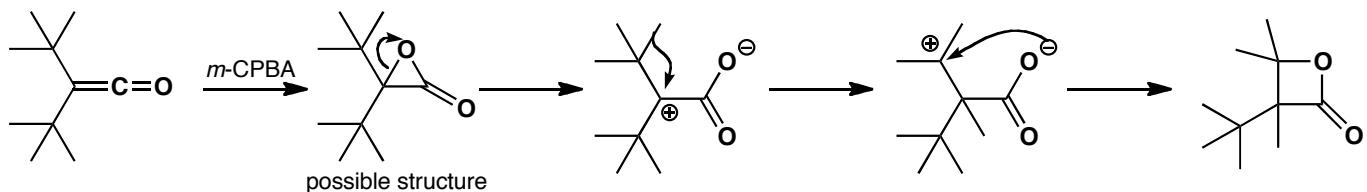 C O
m-CPBA
O
O
possible structure
⊕
O ⊖
O
⊕
O ⊖
O
O
O